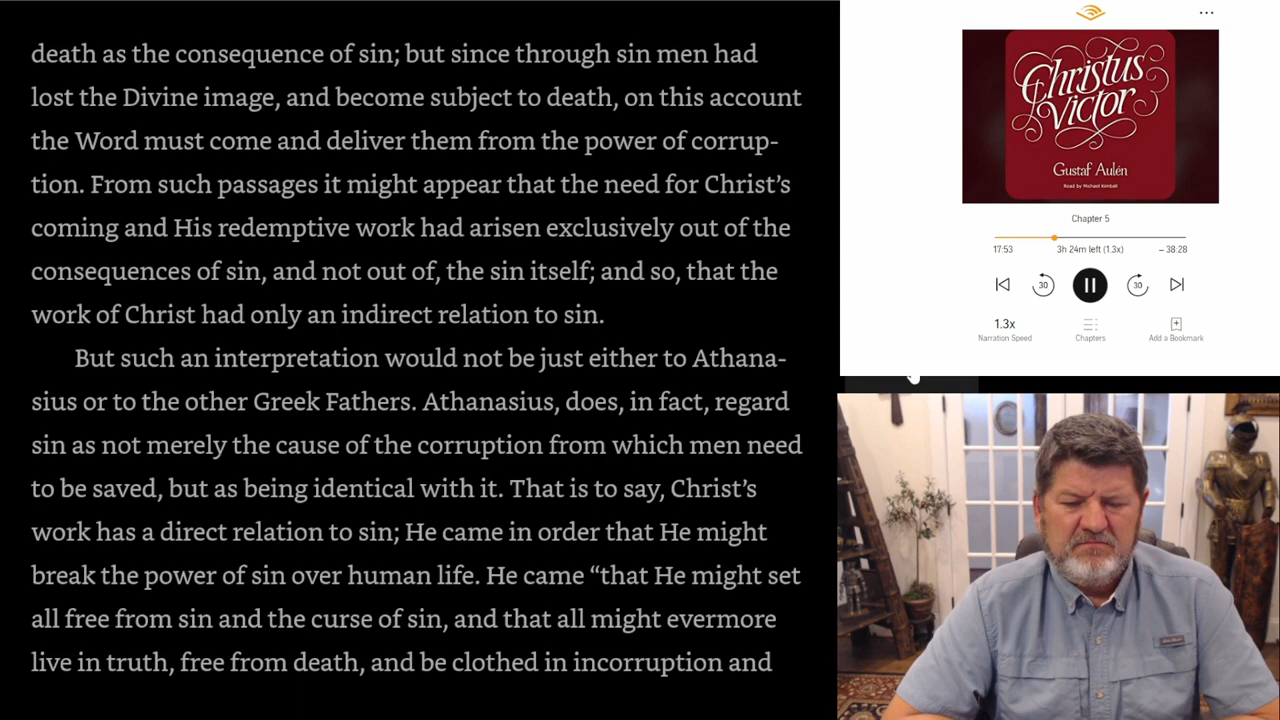 death as the consequence of sin; but since through sin men had
lost the Divine image, and become subject to death, on this account
the Word must come and deliver them from the power of corrup-
tion. From such passages it might appear that the need for Christ’s
coming and His redemptive work had arisen exclusively out of the
consequences of sin, and not out of, the sin itself; and so, that the
work of Christ had only an indirect relation to sin.
But such an interpretation would not be just either to Athana-
sius or to the other Greek Fathers. Athanasius, does, in fact, regard
sin as not merely the cause of the corruption from which men need
to be saved, but as being identical with it. That is to say, Christ’s
work has a direct relation to sin; He came in order that He might
break the power of sin over human life. He came “that He might set
all free from sin and the curse of sin, and that all might evermore
live in truth, free from death, and be clothed in incorruption and
Christus
Victor
Gustaf Aulén
Read by Michael Kimball
Chapter 5
17:53 3h 24m left (1.3x) – 38:28
30 30
1.3x
Narration Speed Chapters Add a Bookmark